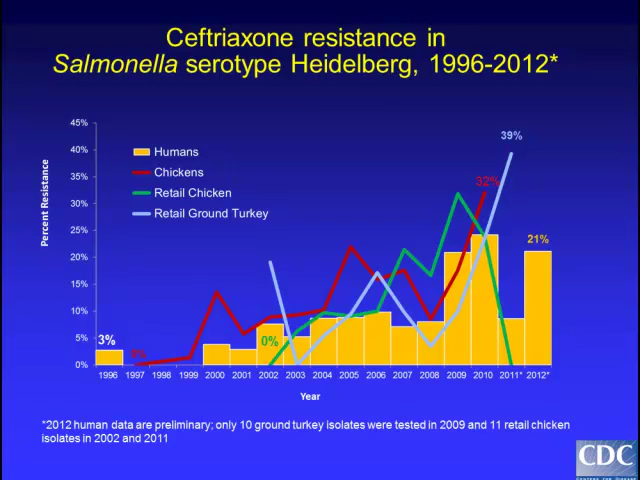 Ceftriaxone resistance in
Salmonella serotype Heidelberg, 1996-2012*
45%
40%
35%
30%
25%
20%
15%
10%
5%
0%
Percent Resistance
Humans
Chickens
Retail Chicken
Retail Ground Turkey
39%
32%
21%
3%
0%
0%
1996 1997 1998 1999 2000 2001 2002 2003 2004 2005 2006 2007 2008 2009 2010 2011* 2012*
Year
*2012 human data are preliminary; only 10 ground turkey isolates were tested in 2009 and 11 retail chicken
isolates in 2002 and 2011
CDC